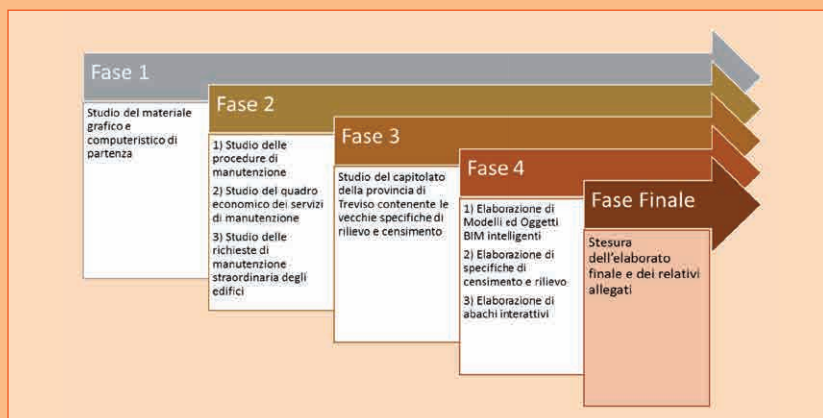 Fase 1
Studio del materiale
grafico e
computeristico di
partenza
Fase 2
1) Studio delle
procedure di
manutenzione
2) Studio del quadro
economico dei servizi
di manutenzione
3) Studio delle
richieste di
manutenzione
straordinaria degli
edifici
Fase 3
Studio del capitolato
della provincia di
Treviso contenente le
vecchie specifiche di
rilievo e censimento
Fase 4
1) Elaborazione di
Modelli ed Oggetti
BIM intelligenti
2) Elaborazione di
specifiche di
censimento e rilievo
3) Elaborazione di
abachi interattivi
Fase Finale
Stesura
dell'elaborato
finale e dei relativi
allegati